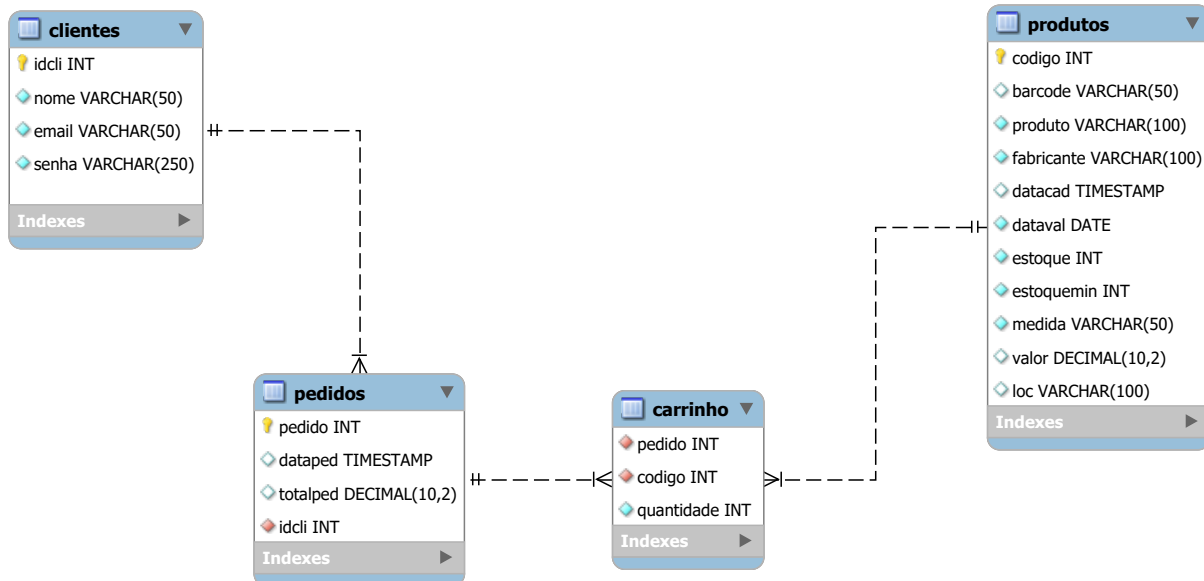 clientes
idcli INT
nome VARCHAR(50)
email VARCHAR(50)
senha VARCHAR(250)
Indexes
produtos
codigo INT
barcode VARCHAR(50)
produto VARCHAR(100)
fabricante VARCHAR(100)
datacad TIMESTAMP
dataval DATE
estoque INT
estoquemin INT
medida VARCHAR(50)
valor DECIMAL(10,2)
loc VARCHAR(100)
Indexes
pedidos
pedido INT
dataped TIMESTAMP
totalped DECIMAL(10,2)
idcli INT
Indexes
carrinho
pedido INT
codigo INT
quantidade INT
Indexes